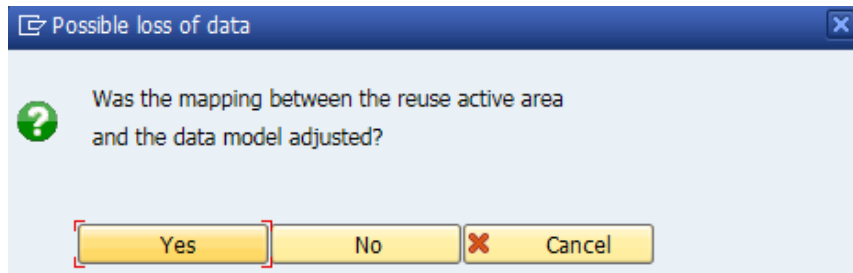 Possible loss of data
Was the mapping between the reuse active area
and the data model adjusted?
Yes No Cancel